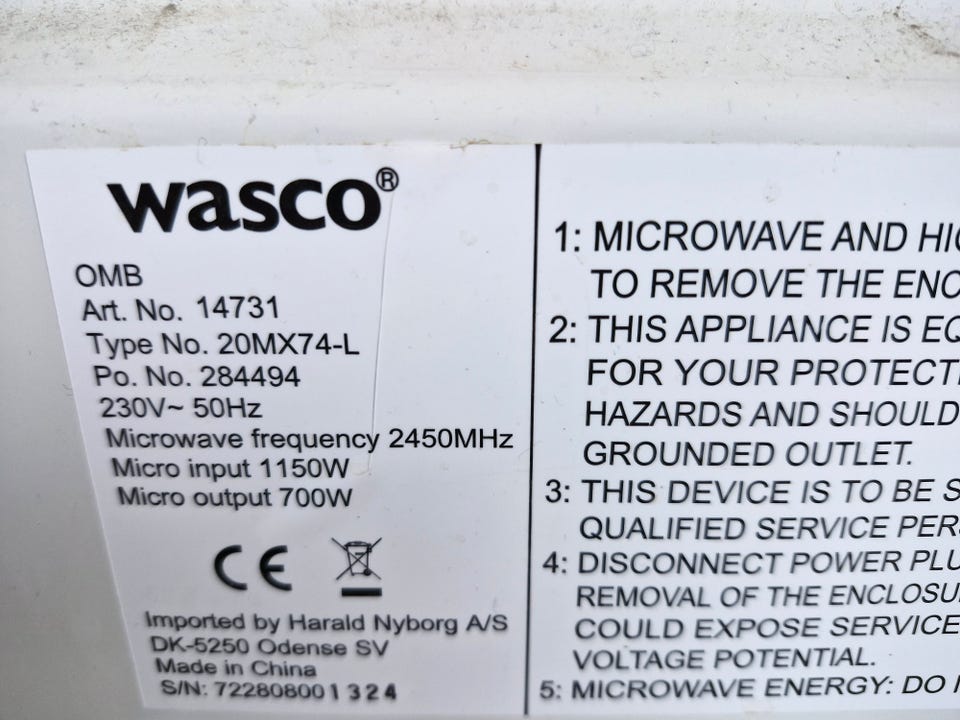 wasco®
OMB
Art. No. 14731
Type No. 20MX74-L
Po. No. 284494
230V~ 50Hz
Microwave frequency 2450MHz
Micro input 1150W
Micro output 700W
CE
Imported by Harald Nyborg A/S
DK-5250 Odense SV
Made in China
S/N: 722808001324
1: MICROWAVE AND
TO REMOVE THE
2: THIS APPLIANCE IS
FOR YOUR
HAZARDS AND SHOULD
GROUNDED OUTLET.
3: THIS DEVICE IS TO BE
QUALIFIED SERVICE
4: DISCONNECT POWER
REMOVAL OF THE
COULD EXPOSE SERVICE
VOLTAGE POTENTIAL.
5: MICROWAVE ENERGY: DO